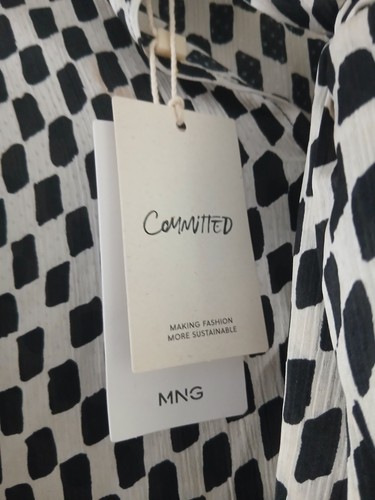 COMMITTED
MAKING FASHION
MORE SUSTAINABLE
MNG